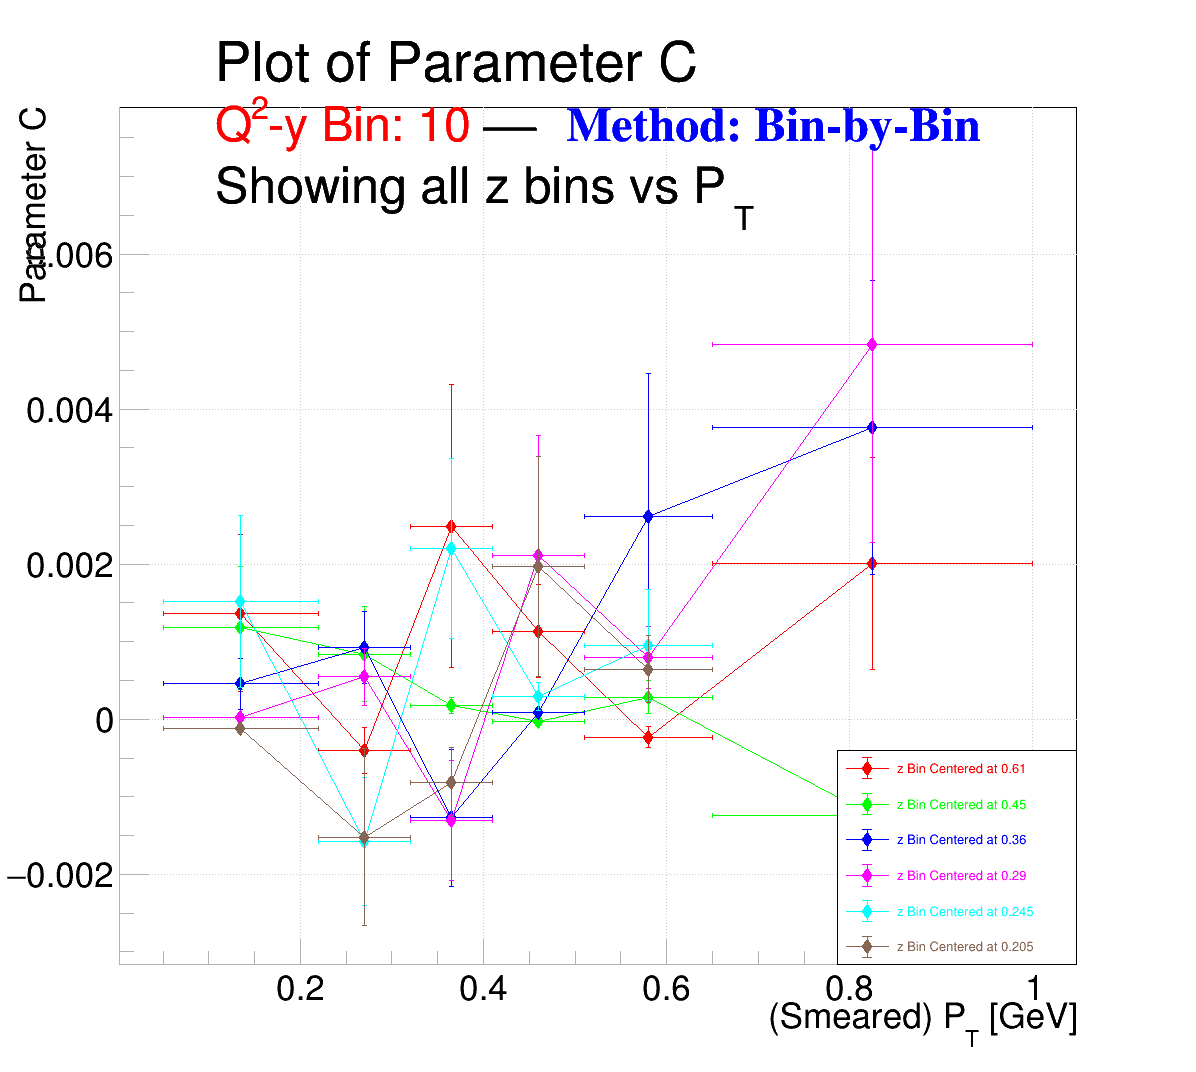 Plot of Parameter C
Q²-y Bin: 10 — Method: Bin-by-Bin
Showing all z bins vs P_T
Parameter C
0.006
0.004
0.002
0
−0.002
z Bin Centered at 0.61
z Bin Centered at 0.45
z Bin Centered at 0.36
z Bin Centered at 0.29
z Bin Centered at 0.245
z Bin Centered at 0.205
0.2 0.4 0.6 0.8 1
(Smeared) P_T [GeV]